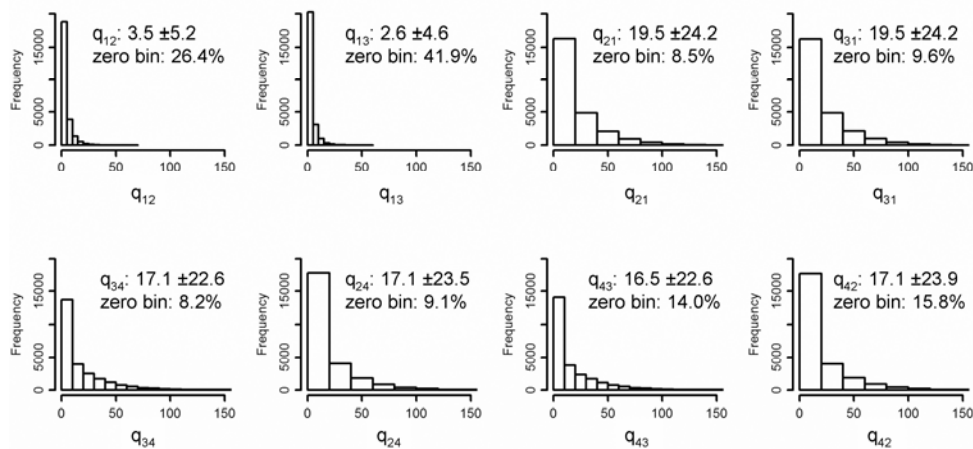 q12: 3.5 ±5.2
zero bin: 26.4%
Frequency
0 5000 15000
0 50 100 150
q12
q13: 2.6 ±4.6
zero bin: 41.9%
Frequency
0 5000 15000
0 50 100 150
q13
q21: 19.5 ±24.2
zero bin: 8.5%
Frequency
0 5000 15000
0 50 100 150
q21
q31: 19.5 ±24.2
zero bin: 9.6%
Frequency
0 5000 15000
0 50 100 150
q31
q34: 17.1 ±22.6
zero bin: 8.2%
Frequency
0 5000 15000
0 50 100 150
q34
q24: 17.1 ±23.5
zero bin: 9.1%
Frequency
0 5000 15000
0 50 100 150
q24
q43: 16.5 ±22.6
zero bin: 14.0%
Frequency
0 5000 15000
0 50 100 150
q43
q42: 17.1 ±23.9
zero bin: 15.8%
Frequency
0 5000 15000
0 50 100 150
q42